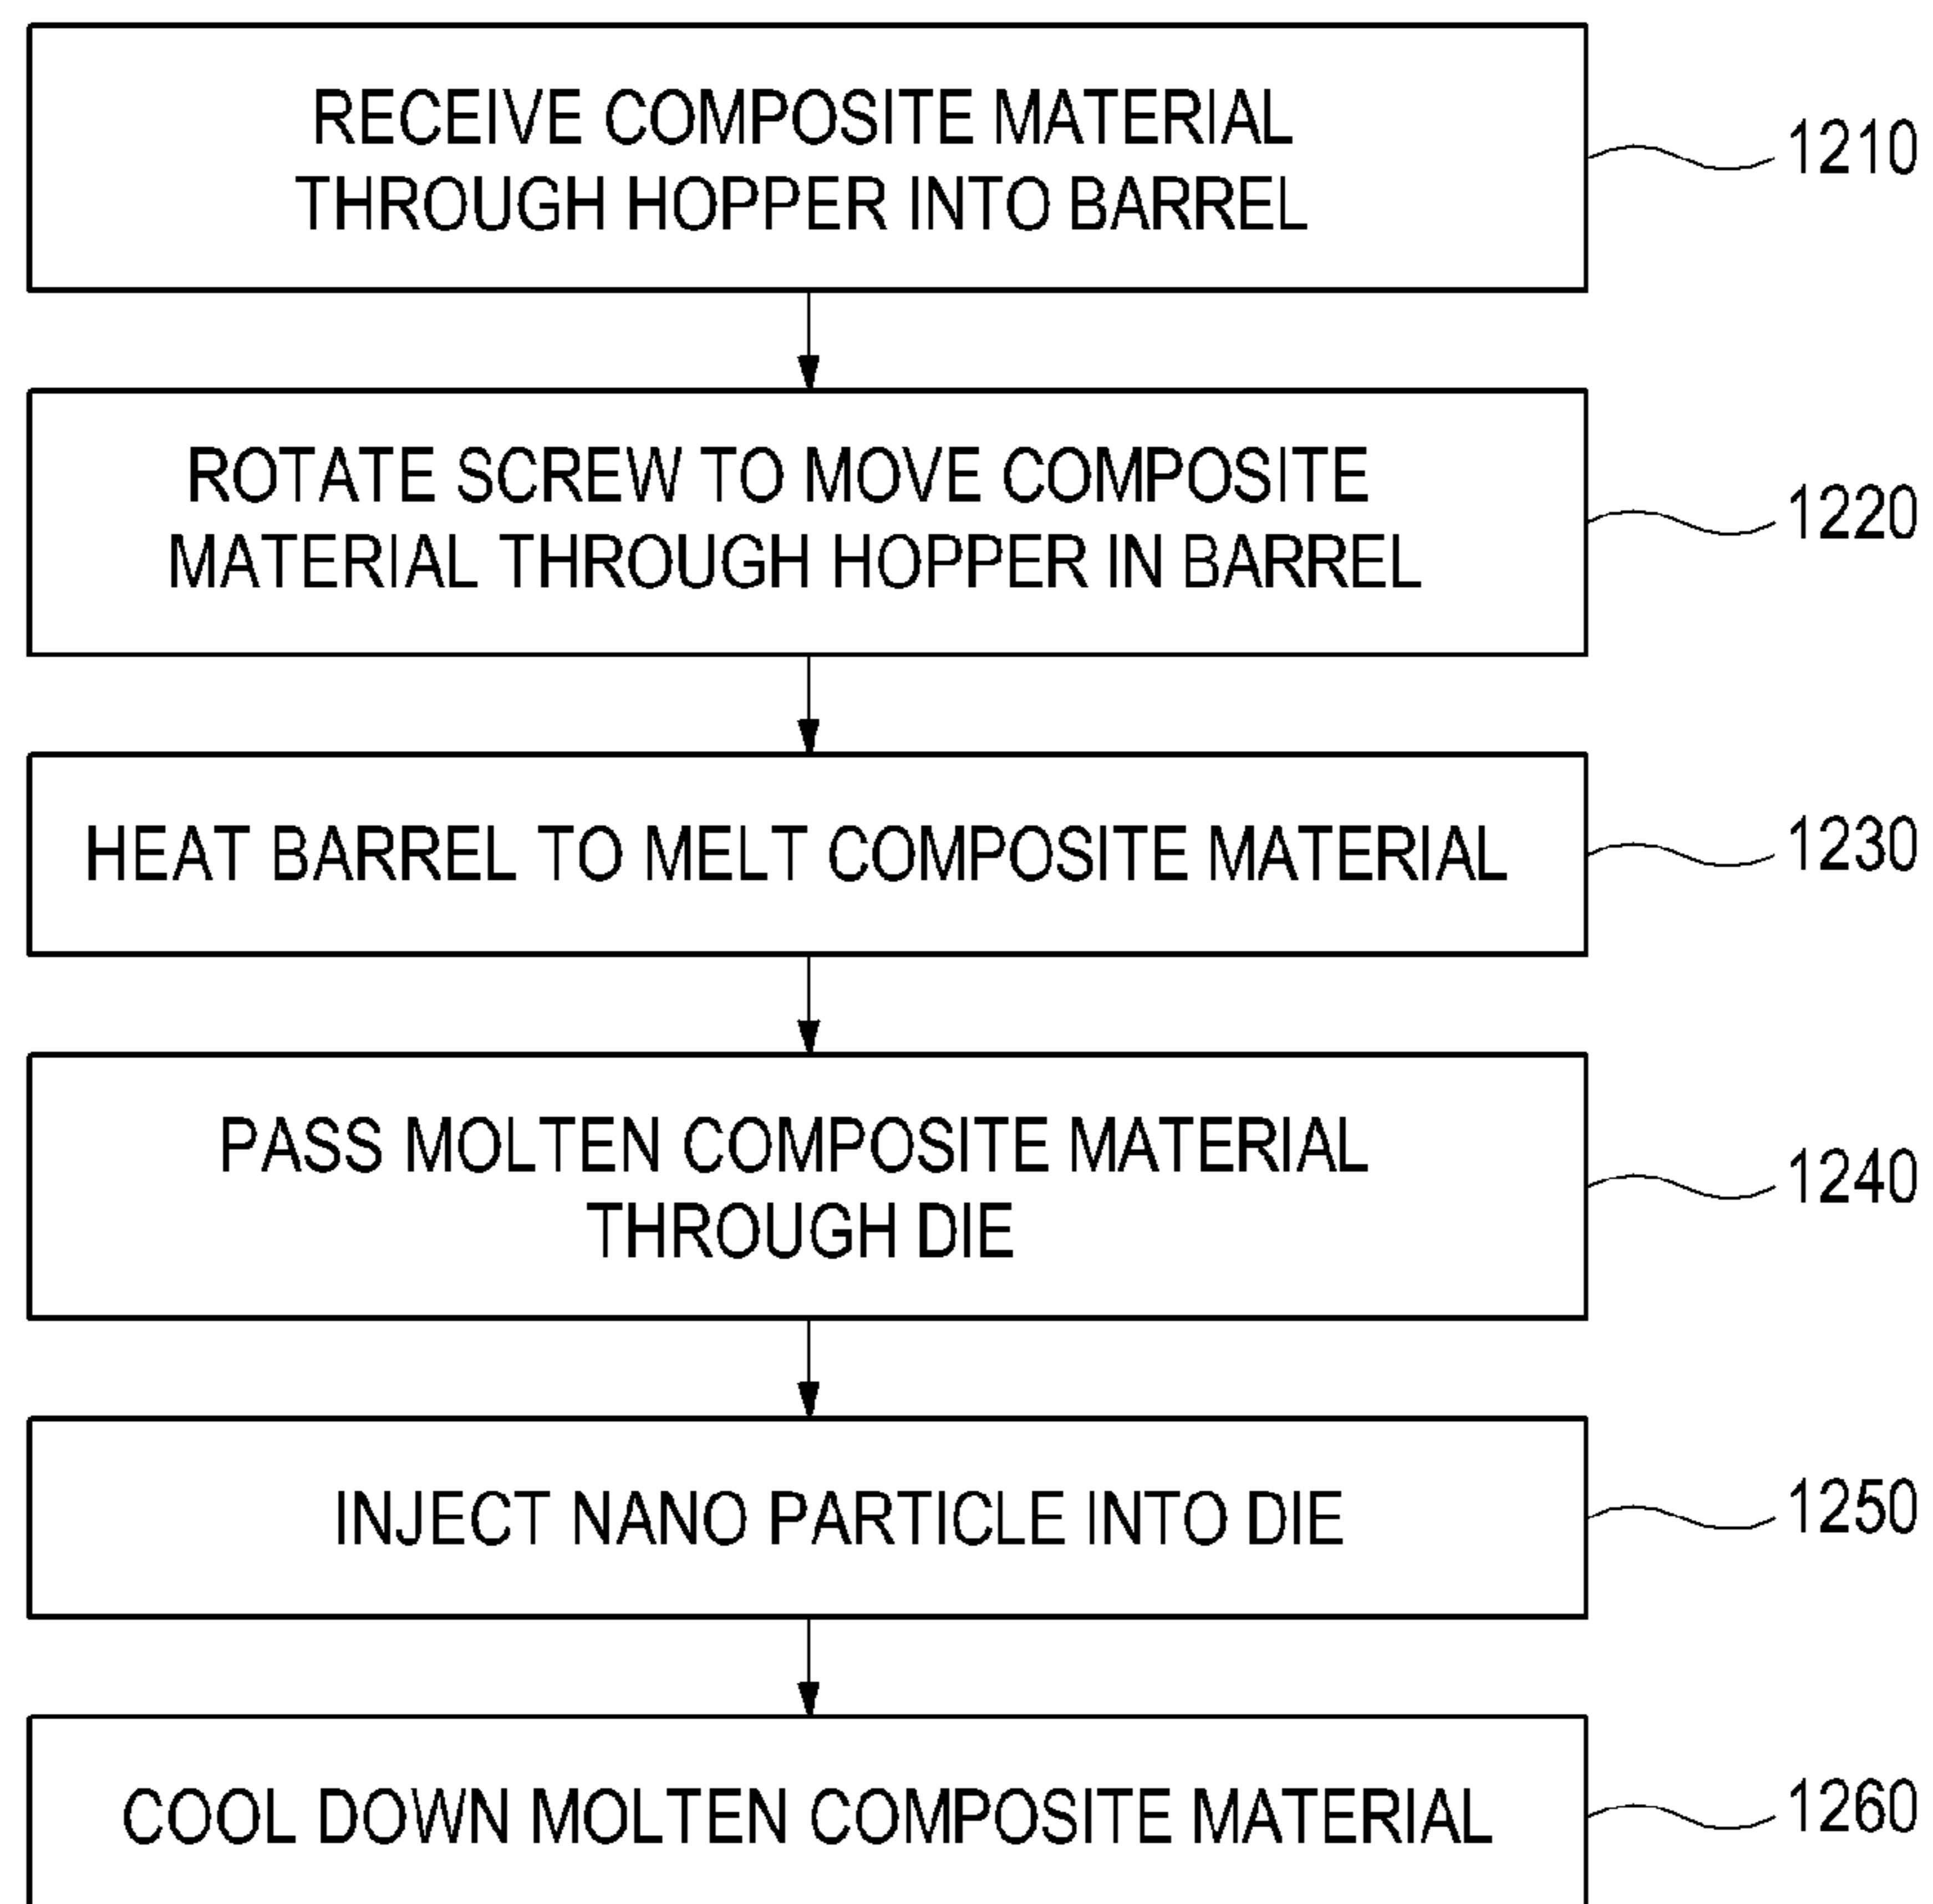 RECEIVE COMPOSITE MATERIAL
THROUGH HOPPER INTO BARREL
1210
ROTATE SCREW TO MOVE COMPOSITE
MATERIAL THROUGH HOPPER IN BARREL
1220
HEAT BARREL TO MELT COMPOSITE MATERIAL
1230
PASS MOLTEN COMPOSITE MATERIAL
THROUGH DIE
1240
INJECT NANO PARTICLE INTO DIE
1250
COOL DOWN MOLTEN COMPOSITE MATERIAL
1260